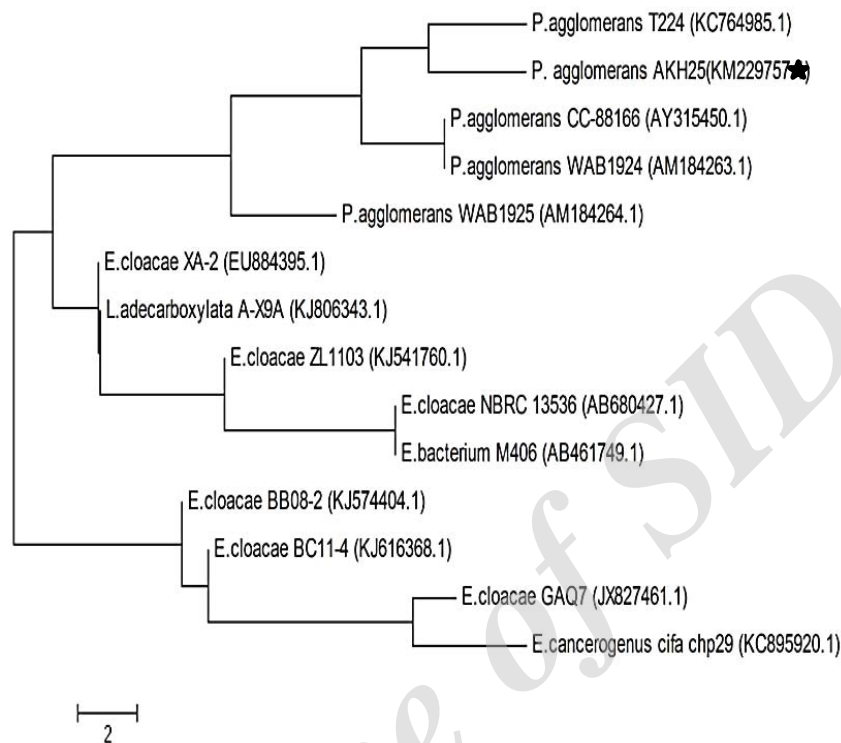 P.agglomerans T224 (KC764985.1)
P. agglomerans AKH25(KM229757
P.agglomerans CC-88166 (AY315450.1)
P.agglomerans WAB1924 (AM184263.1)
P.agglomerans WAB1925 (AM184264.1)
E.cloacae XA-2 (EU884395.1)
L.adecarboxylata A-X9A (KJ806343.1)
E.cloacae ZL1103 (KJ541760.1)
E.cloacae NBRC 13536 (AB680427.1)
E.bacterium M406 (AB461749.1)
E.cloacae BB08-2 (KJ574404.1)
E.cloacae BC11-4 (KJ616368.1)
E.cloacae GAQ7 (JX827461.1)
E.cancerogenus cifa chp29 (KC895920.1)
2
e of SID